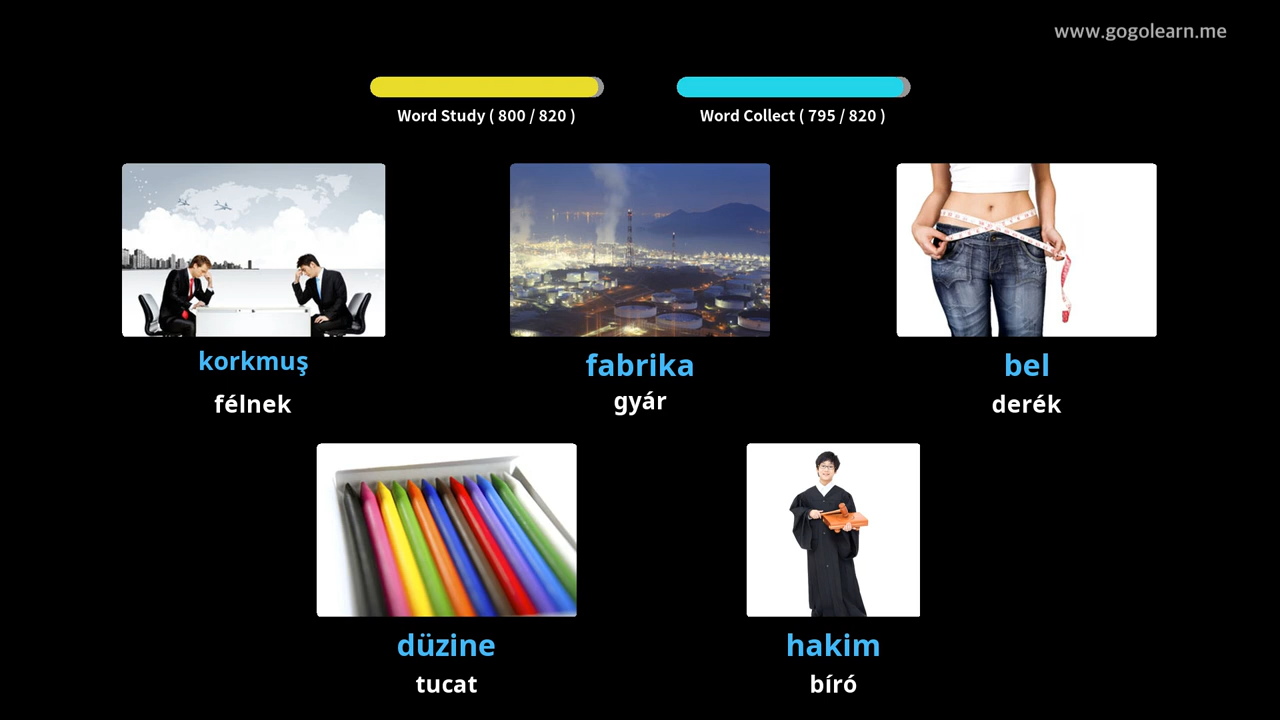 www.gogolearn.me
Word Study ( 800 / 820 )
Word Collect ( 795 / 820 )
korkmuş
félnek
fabrika
gyár
bel
derék
düzine
tucat
hakim
bíró